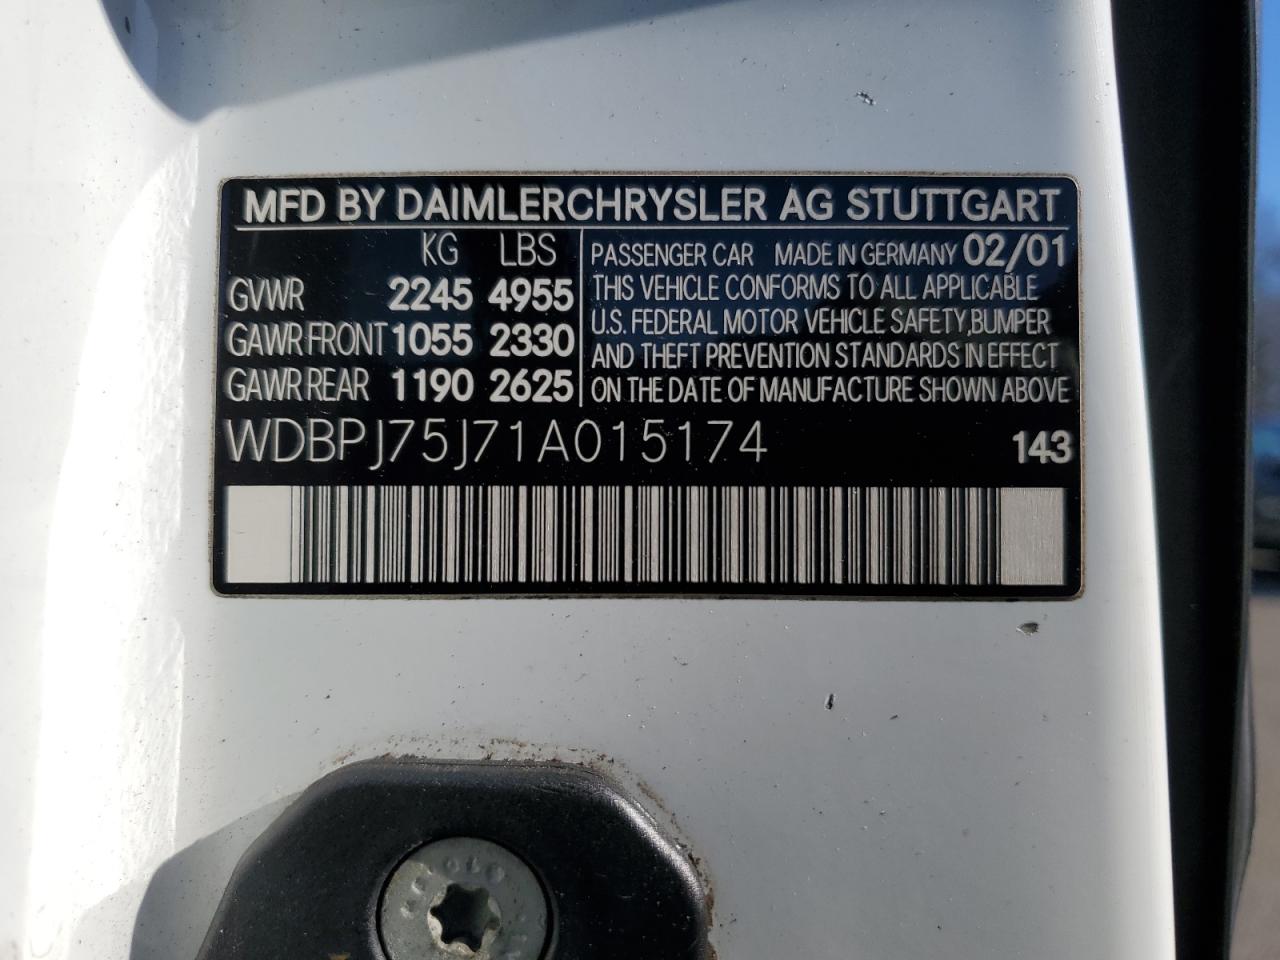 MFD BY DAIMLERCHRYSLER AG STUTTGART
KG LBS
GVWR 2245 4955
GAWR FRONT 1055 2330
GAWR REAR 1190 2625
PASSENGER CAR MADE IN GERMANY 02/01
THIS VEHICLE CONFORMS TO ALL APPLICABLE
U.S. FEDERAL MOTOR VEHICLE SAFETY, BUMPER
AND THEFT PREVENTION STANDARDS IN EFFECT
ON THE DATE OF MANUFACTURE SHOWN ABOVE
WDBPJ75J71A015174 143